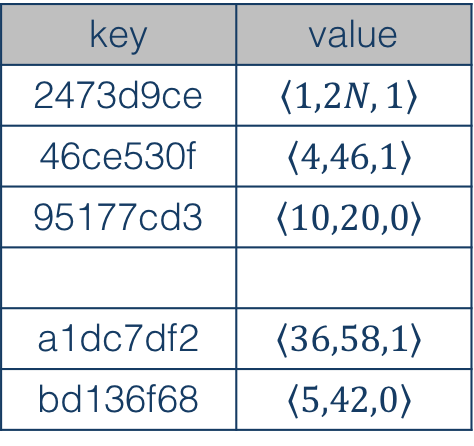 key value
2473d9ce ⟨1,2N, 1⟩
46ce530f ⟨4,46,1⟩
95177cd3 ⟨10,20,0⟩
a1dc7df2 ⟨36,58,1⟩
bd136f68 ⟨5,42,0⟩